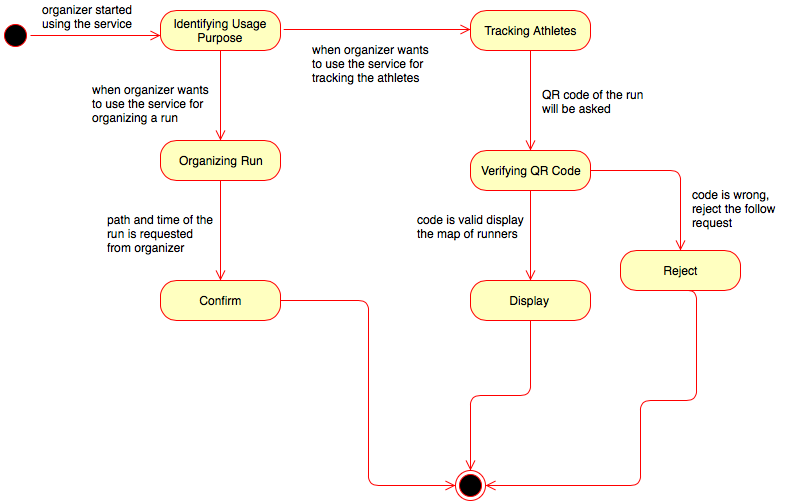 organizer started
using the service
Identifying Usage
Purpose
when organizer wants
to use the service for
tracking the athletes
Tracking Athletes
when organizer wants
to use the service for
organizing a run
QR code of the run
will be asked
Organizing Run
Verifying QR Code
path and time of the
run is requested
from organizer
code is valid display
the map of runners
code is wrong,
reject the follow
request
Confirm
Display
Reject